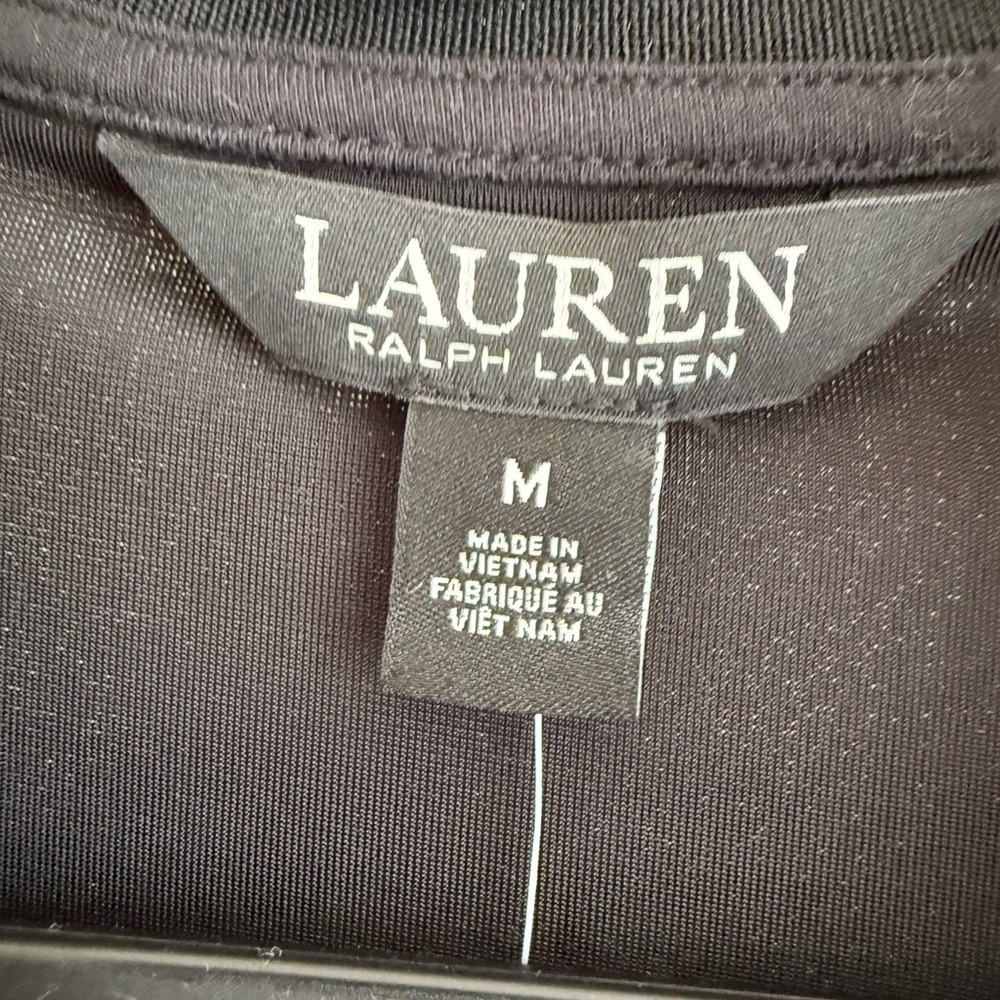 LAUREN
RALPH LAUREN
M
MADE IN
VIETNAM
FABRIQUÉ AU
VIÊT NAM